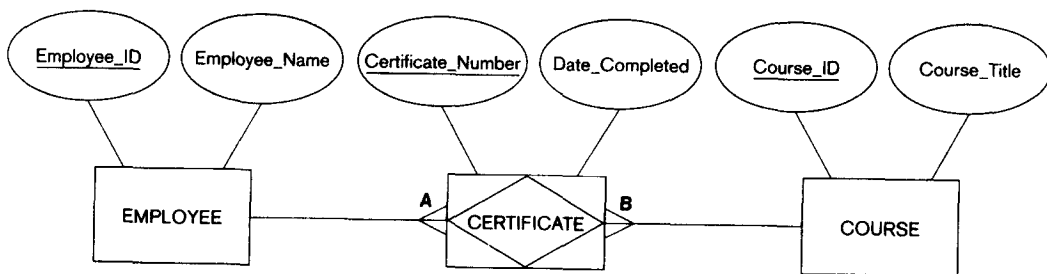 Employee_ID
Employee_Name
Certificate_Number
Date_Completed
Course_ID
Course_Title
EMPLOYEE
A
CERTIFICATE
B
COURSE